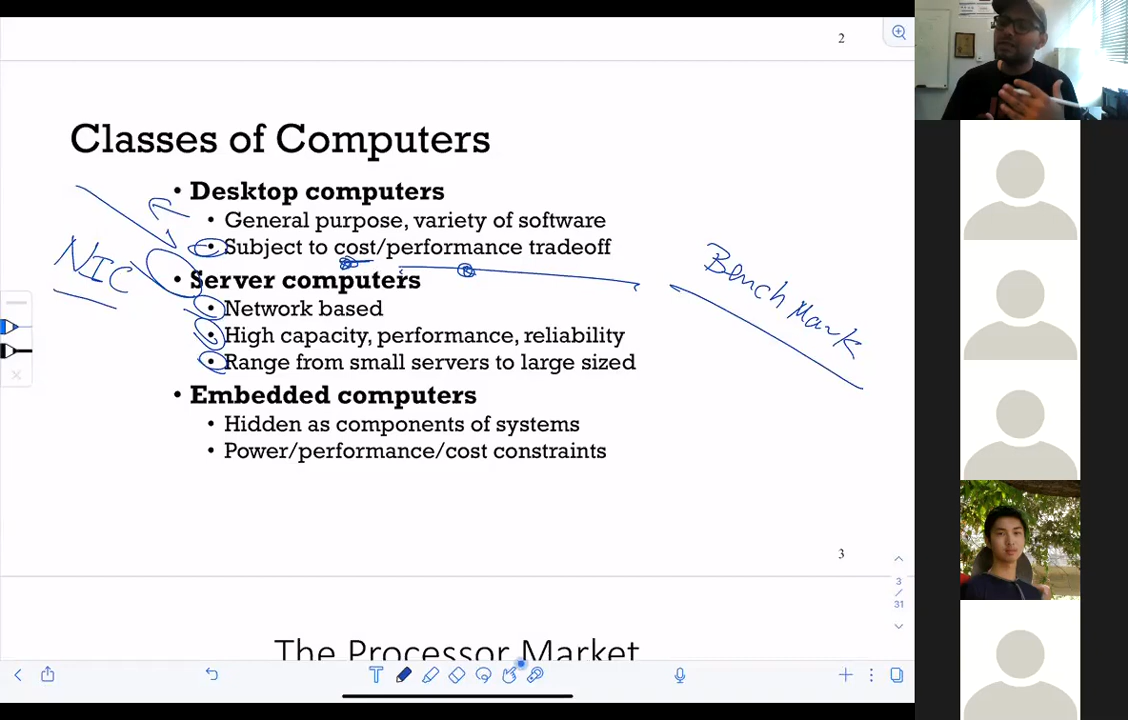 2
Classes of Computers
• Desktop computers
• General purpose, variety of software
• Subject to cost/performance tradeoff
NIC
• Server computers
• Network based
• High capacity, performance, reliability
• Range from small servers to large sized
Bench Mark
• Embedded computers
• Hidden as components of systems
• Power/performance/cost constraints
3
3
/
31
The Processor Market
T